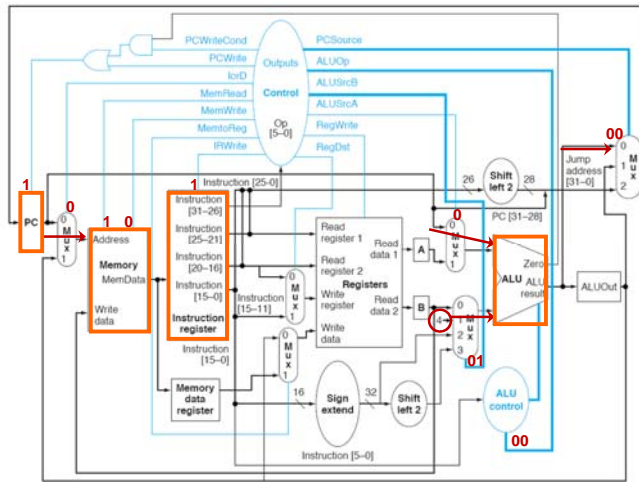 PCWriteCond
PCSource
PCWrite
Outputs
ALUOp
IorD
ALUSrcB
MemRead
Control
ALUSrcA
MemWrite
RegWrite
MemtoReg
Op
[5–0]
RegDst
IRWrite
00
0
1
2
Mux
Jump
address
[31–0]
Instruction [25-0]
26
Shift
left 2
28
PC [31–28]
1
PC
0
0
Mux
1
1 0
Address
Memory
MemData
Write
data
1
Instruction
[31–26]
Instruction
[25–21]
Instruction
[20–16]
Instruction
[15–0]
Instruction
register
Instruction
[15–0]
Instruction
[15–11]
0
Mux
1
0
Mux
1
Memory
data
register
Read
register 1
Read
register 2
Write
register
Write
data
Registers
Read
data 1
Read
data 2
A
B
0
0
Mux
1
4
0
1
2
3
Mux
01
Zero
ALU
ALU
result
ALUOut
16
Sign
extend
32
Shift
left 2
ALU
control
00
Instruction [5–0]